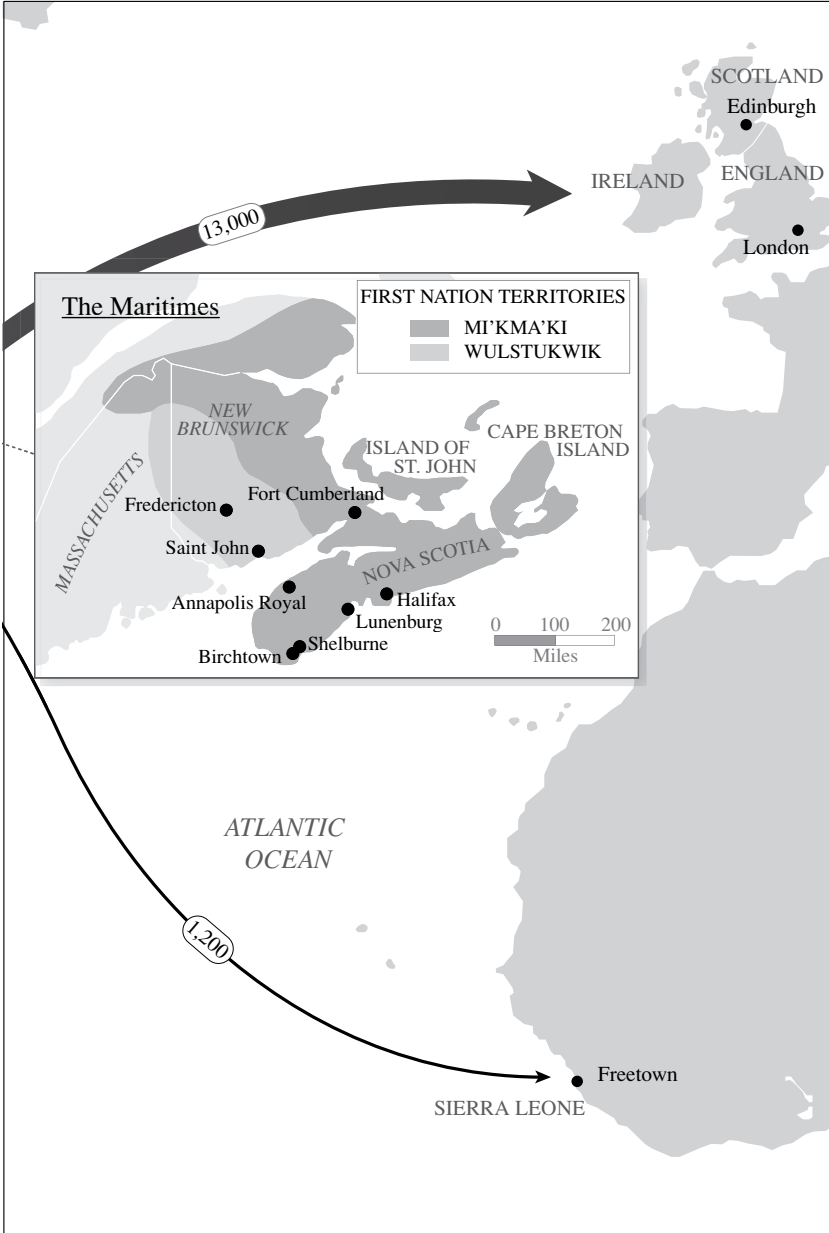 SCOTLAND
Edinburgh
IRELAND
ENGLAND
London
13,000
The Maritimes
FIRST NATION TERRITORIES
MI’KMA’KI
WULSTUKWIK
NEW
BRUNSWICK
CAPE BRETON
ISLAND
ISLAND OF
ST. JOHN
MASSACHUSETTS
Fredericton
Fort Cumberland
Saint John
NOVA SCOTIA
Annapolis Royal
Halifax
Lunenburg
Shelburne
Birchtown
0 100 200
Miles
ATLANTIC
OCEAN
1,200
Freetown
SIERRA LEONE